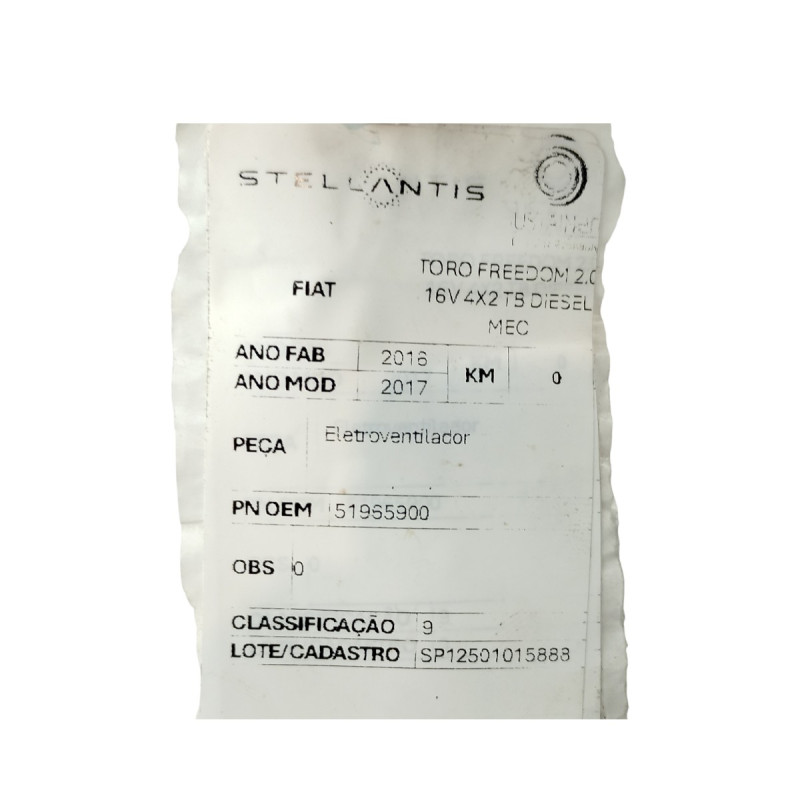 STELLANTIS
FIAT
TORO FREEDOM 2.0
16V 4X2 TB DIESEL
MEC
ANO FAB 2016
ANO MOD 2017
KM 0
PEÇA Eletroventilador
PN OEM 51965900
OBS 0
CLASSIFICAÇÃO 9
LOTE/CADASTRO SP12501015888